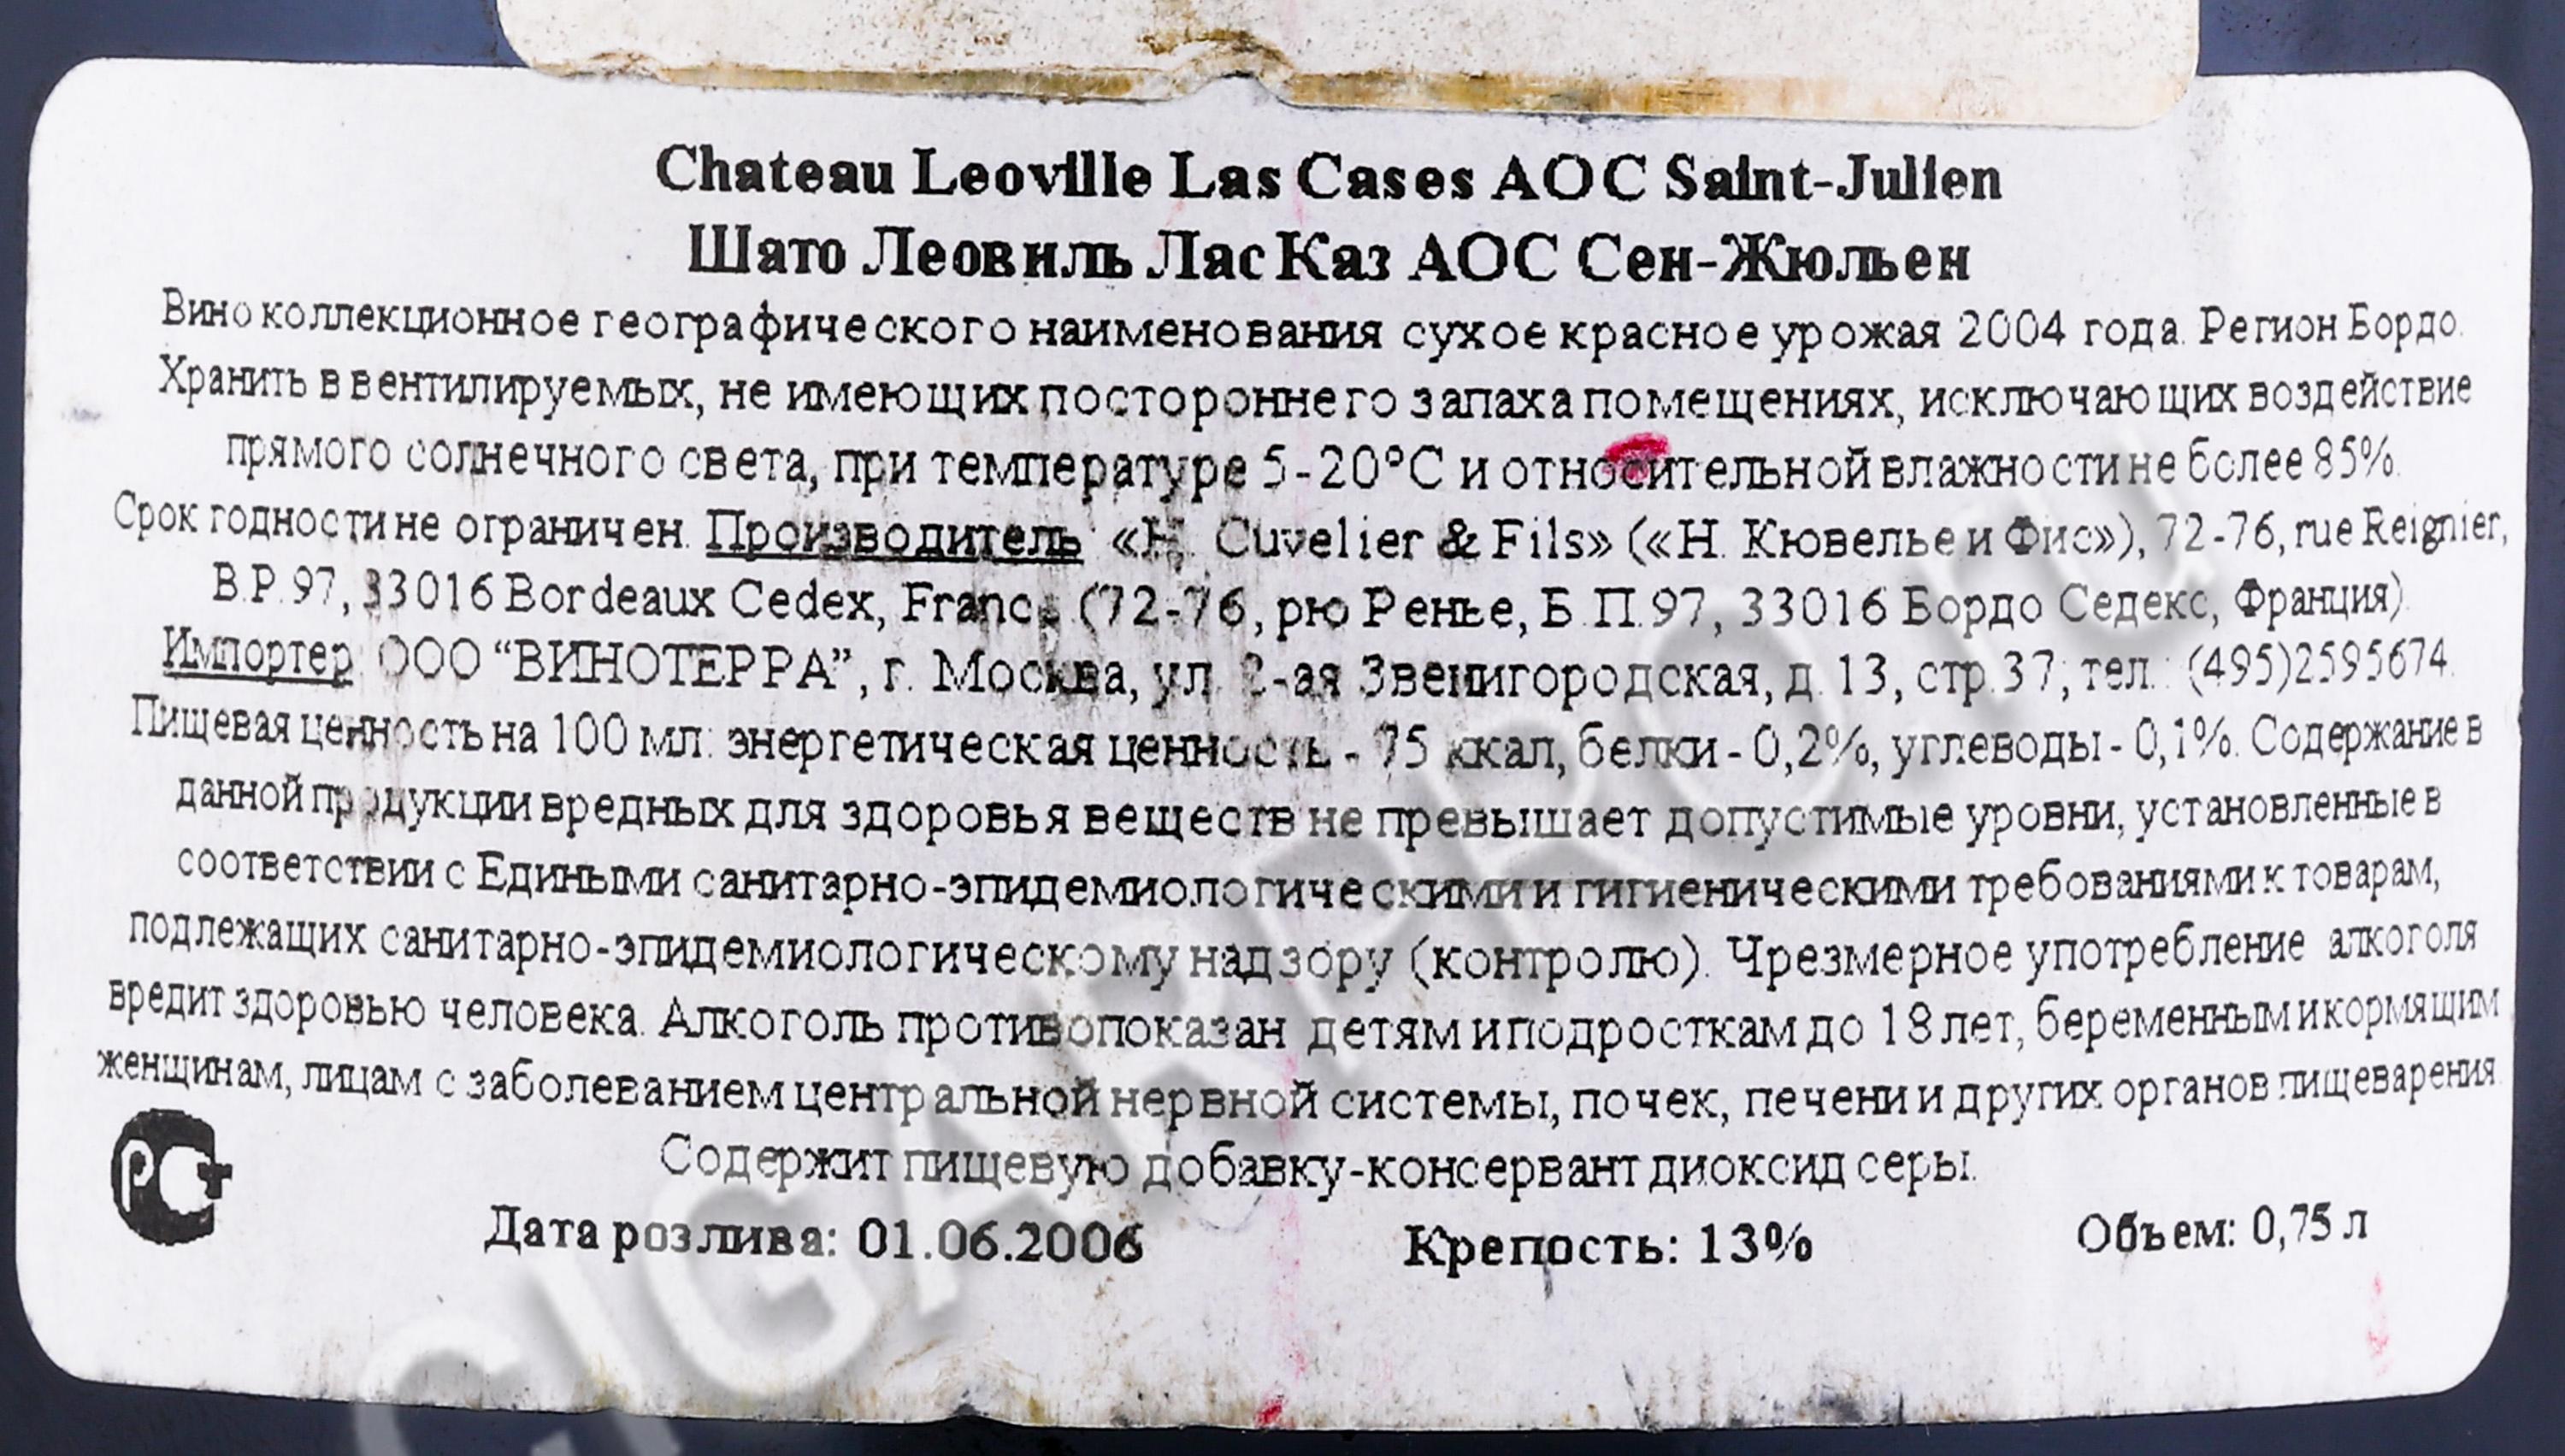 Chateau Leoville Las Cases AOC Saint-Julien
Шато Леовиль Лас Каз АОС Сен-Жюльен
Вино коллекционное географического наименования сухое красное урожая 2004 года. Регион Бордо.
Хранить в вентилируемых, не имеющих постороннего запаха помещениях, исключающих воздействие
прямого солнечного света, при температуре 5-20°С и относительной влажности не более 85%.
Срок годности не ограничен. Производитель: «H. Cuvelier & Fils» («Н. Кювелье и Фис»), 72-76, rue Reignier,
B.P. 97, 33016 Bordeaux Cedex, France (72-76, рю Ренье, Б.П. 97, 33016 Бордо Седекс, Франция).
Импортер: ООО “ВИНОТЕРРА”, г. Москва, ул. 2-ая Звенигородская, д. 13, стр.37; тел.: (495)2595674.
Пищевая ценность на 100 мл: энергетическая ценность - 75 ккал, белки - 0,2%, углеводы - 0,1%. Содержание в
данной продукции вредных для здоровья веществ не превышает допустимые уровни, установленные в
соответствии с Едиными санитарно-эпидемиологическими и гигиеническими требованиями к товарам,
подлежащих санитарно-эпидемиологическому надзору (контролю). Чрезмерное употребление алкоголя
вредит здоровью человека. Алкоголь противопоказан детям и подросткам до 18 лет, беременным и кормящим
женщинам, лицам с заболеванием центральной нервной системы, почек, печени и других органов пищеварения.
Содержит пищевую добавку-консервант диоксид серы.
РСт
Дата розлива: 01.06.2006 Крепость: 13% Объем: 0,75 л
CIGARPRO.ru